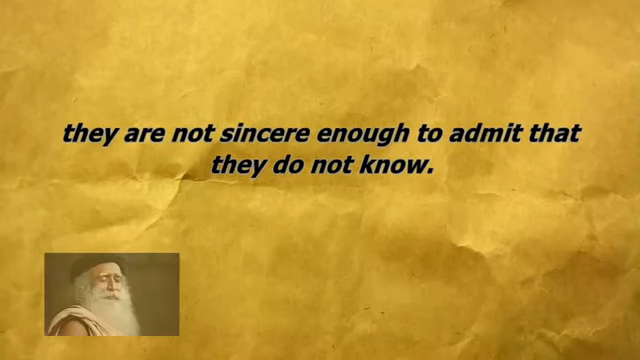 they are not sincere enough to admit that
they do not know.